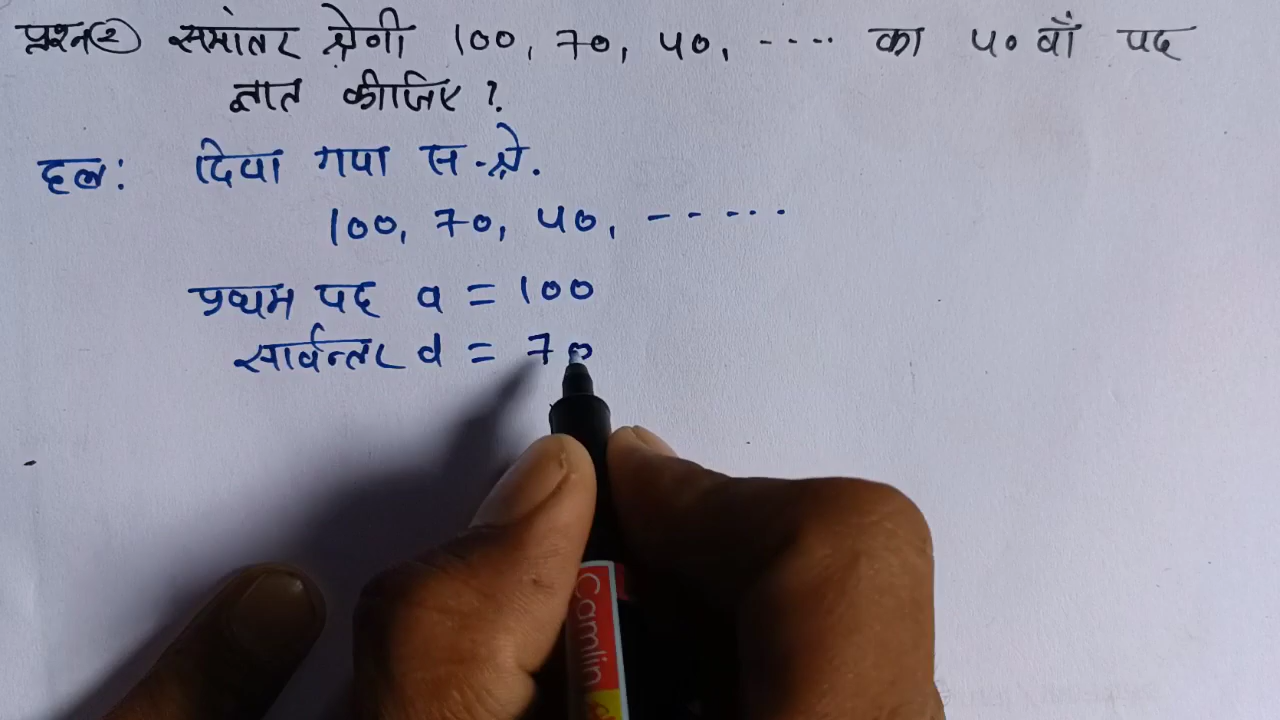 प्रश्न② समांतर श्रेणी 100, 70, 40, ---- का 40 वाँ पद
ज्ञात कीजिए ?
हल: दिया गया स.श्रे.
100, 70, 40, -----
प्रथम पद a = 100
सार्वन्तर d = 70
Camlin